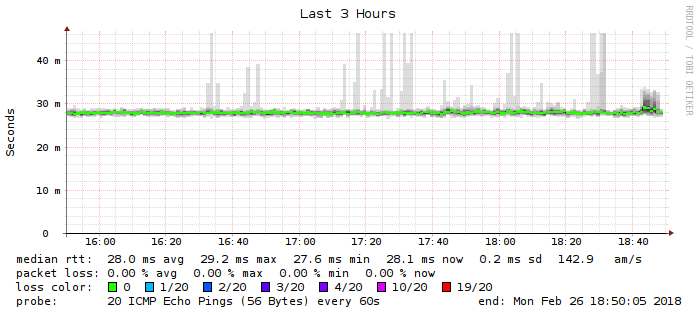 Last 3 Hours
RRDTOOL / TOBI OETIKER
Seconds
40 m
30 m
20 m
10 m
0
16:00 16:20 16:40 17:00 17:20 17:40 18:00 18:20 18:40
median rtt: 28.0 ms avg 29.2 ms max 27.6 ms min 28.1 ms now 0.2 ms sd 142.9 am/s
packet loss: 0.00 % avg 0.00 % max 0.00 % min 0.00 % now
loss color: 0 1/20 2/20 3/20 4/20 10/20 19/20
probe: 20 ICMP Echo Pings (56 Bytes) every 60s end: Mon Feb 26 18:50:05 2018